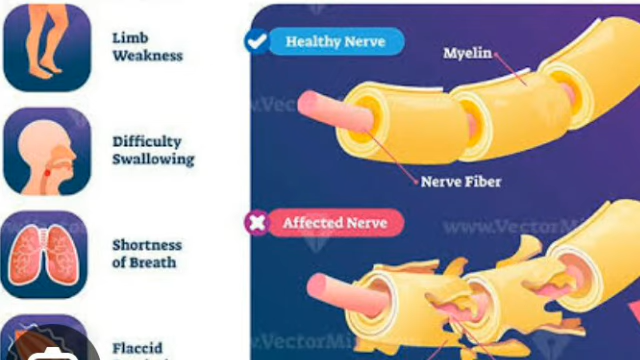 Limb
Weakness
Difficulty
Swallowing
Shortness
of Breath
Flaccid
Healthy Nerve
Myelin
Nerve Fiber
Affected Nerve